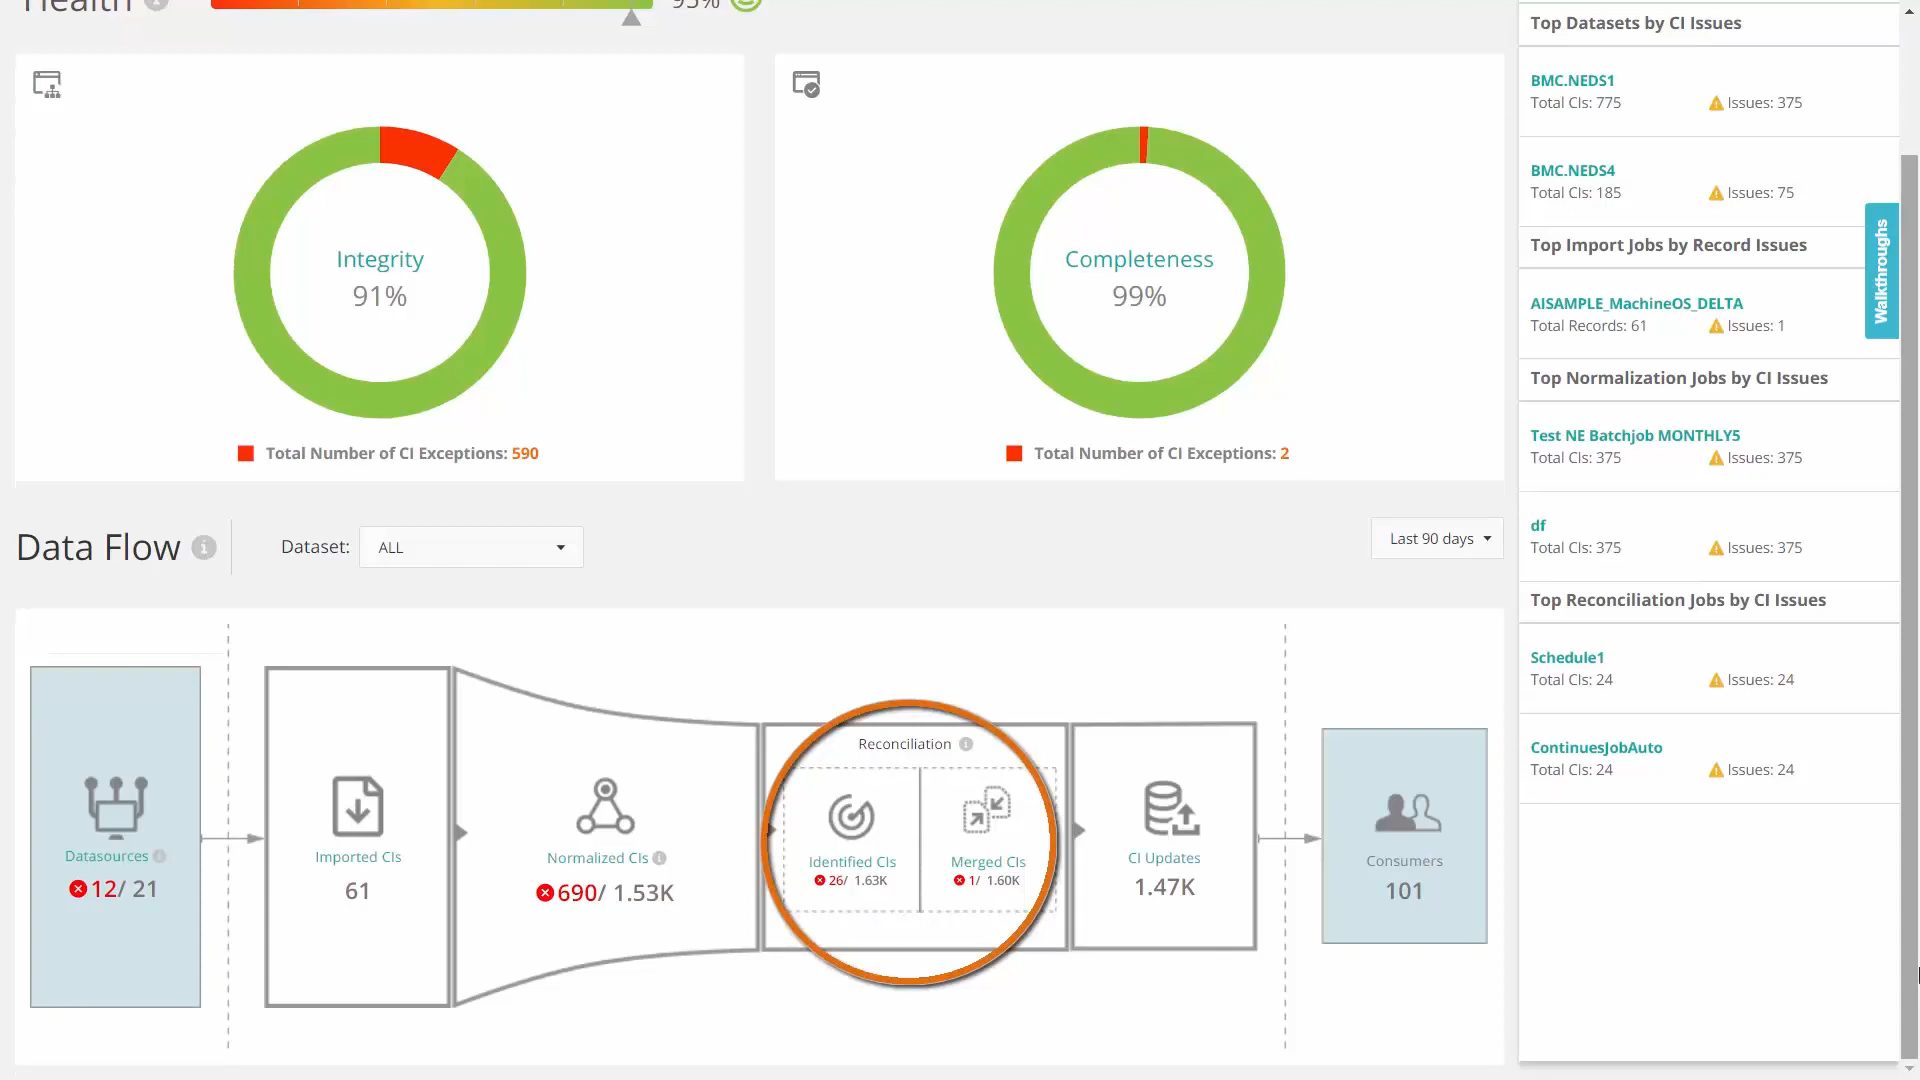 Health
95%
Integrity
91%
Total Number of CI Exceptions: 590
Completeness
99%
Total Number of CI Exceptions: 2
Data Flow
Dataset: ALL
Last 90 days
Datasources
12/ 21
Imported CIs
61
Normalized CIs
690/ 1.53K
Reconciliation
Identified CIs
26/ 1.63K
Merged CIs
1/ 1.60K
CI Updates
1.47K
Consumers
101
Top Datasets by CI Issues
BMC.NEDS1
Total CIs: 775 Issues: 375
BMC.NEDS4
Total CIs: 185 Issues: 75
Top Import Jobs by Record Issues
AISAMPLE_MachineOS_DELTA
Total Records: 61 Issues: 1
Top Normalization Jobs by CI Issues
Test NE Batchjob MONTHLY5
Total CIs: 375 Issues: 375
df
Total CIs: 375 Issues: 375
Top Reconciliation Jobs by CI Issues
Schedule1
Total CIs: 24 Issues: 24
ContinuesJobAuto
Total CIs: 24 Issues: 24
Walkthroughs